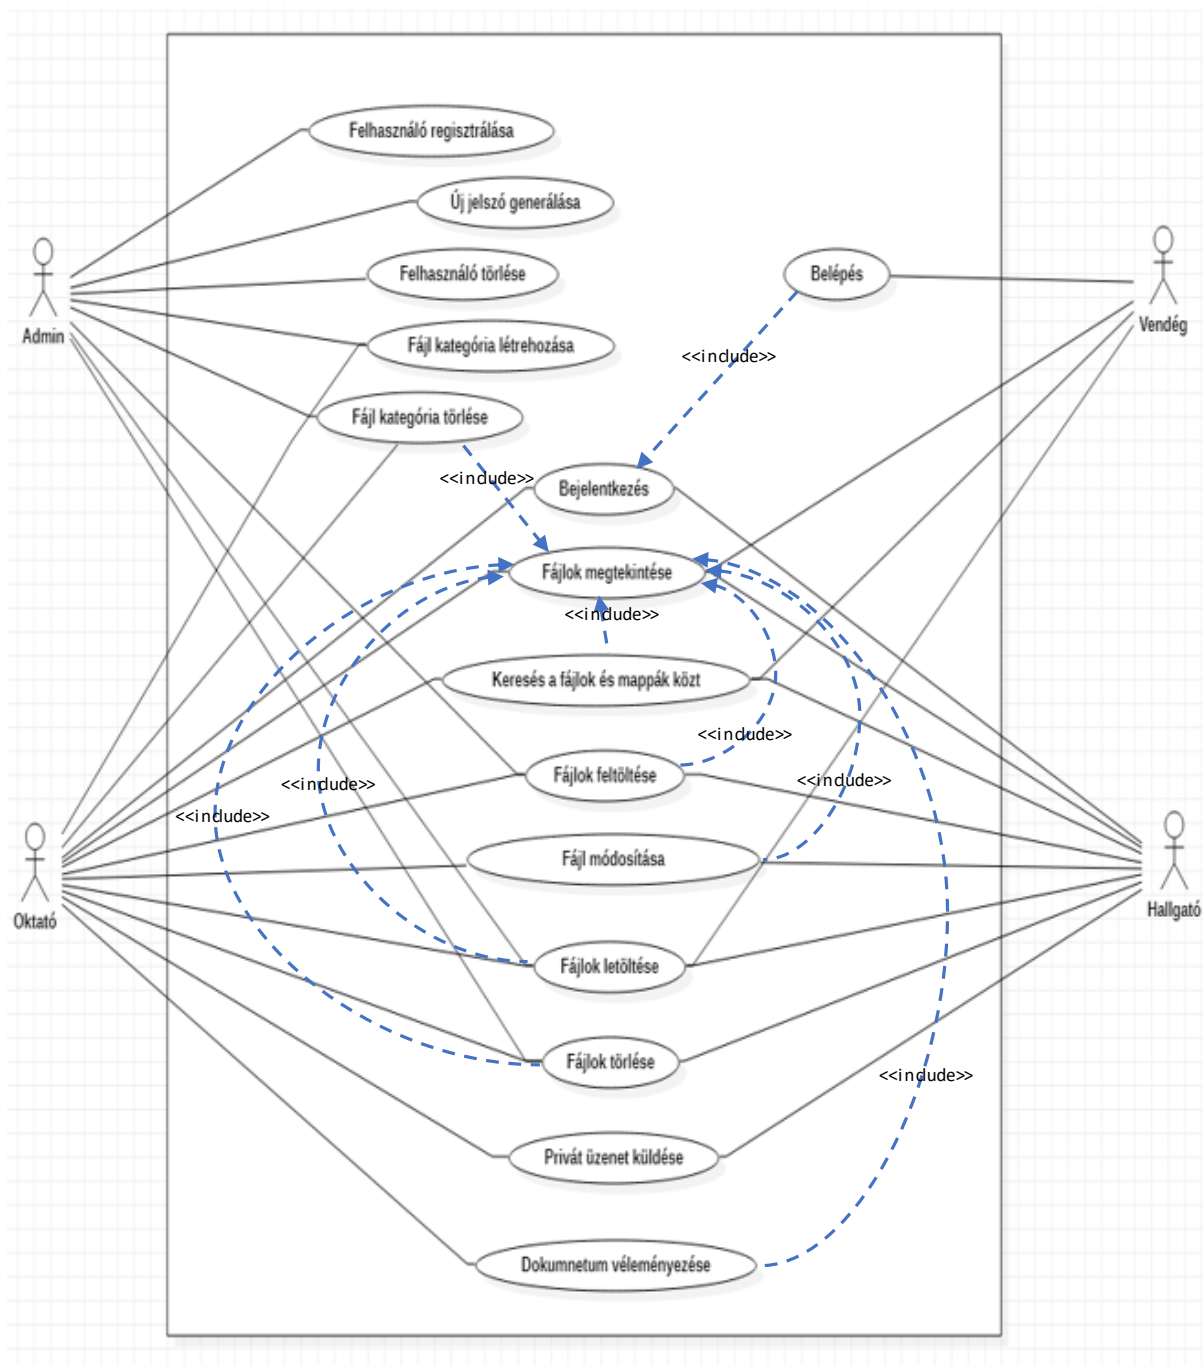 Felhasználó regisztrálása
Új jelszó generálása
Admin
Felhasználó törlése
Belépés
Vendég
Fájl kategória létrehozása
<<include>>
Fájl kategória törlése
<<include>>
Bejelentkezés
Fájlok megtekintése
<<include>>
Keresés a fájlok és mappák közt
<<include>>
Fájlok feltöltése
<<include>>
<<include>>
<<include>>
Fájl módosítása
Oktató
Hallgató
Fájlok letöltése
Fájlok törlése
<<include>>
Privát üzenet küldése
Dokumnetum véleményezése